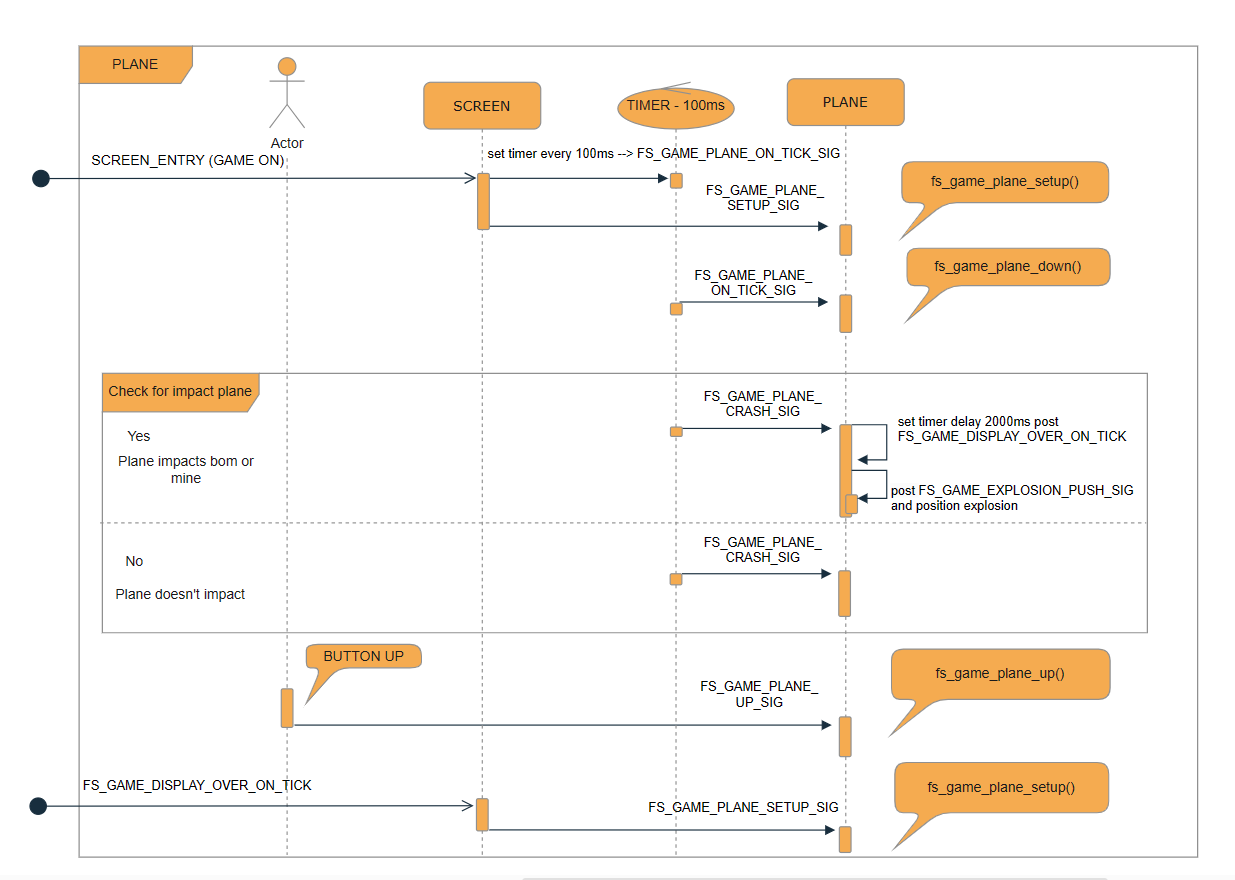 PLANE
SCREEN
TIMER - 100ms
PLANE
Actor
SCREEN_ENTRY (GAME ON)
set timer every 100ms --> FS_GAME_PLANE_ON_TICK_SIG
FS_GAME_PLANE_
SETUP_SIG
fs_game_plane_setup()
FS_GAME_PLANE_
ON_TICK_SIG
fs_game_plane_down()
Check for impact plane
Yes
Plane impacts bom or
mine
FS_GAME_PLANE_
CRASH_SIG
set timer delay 2000ms post
FS_GAME_DISPLAY_OVER_ON_TICK
post FS_GAME_EXPLOSION_PUSH_SIG
and position explosion
No
Plane doesn't impact
FS_GAME_PLANE_
CRASH_SIG
BUTTON UP
FS_GAME_PLANE_
UP_SIG
fs_game_plane_up()
FS_GAME_DISPLAY_OVER_ON_TICK
FS_GAME_PLANE_SETUP_SIG
fs_game_plane_setup()